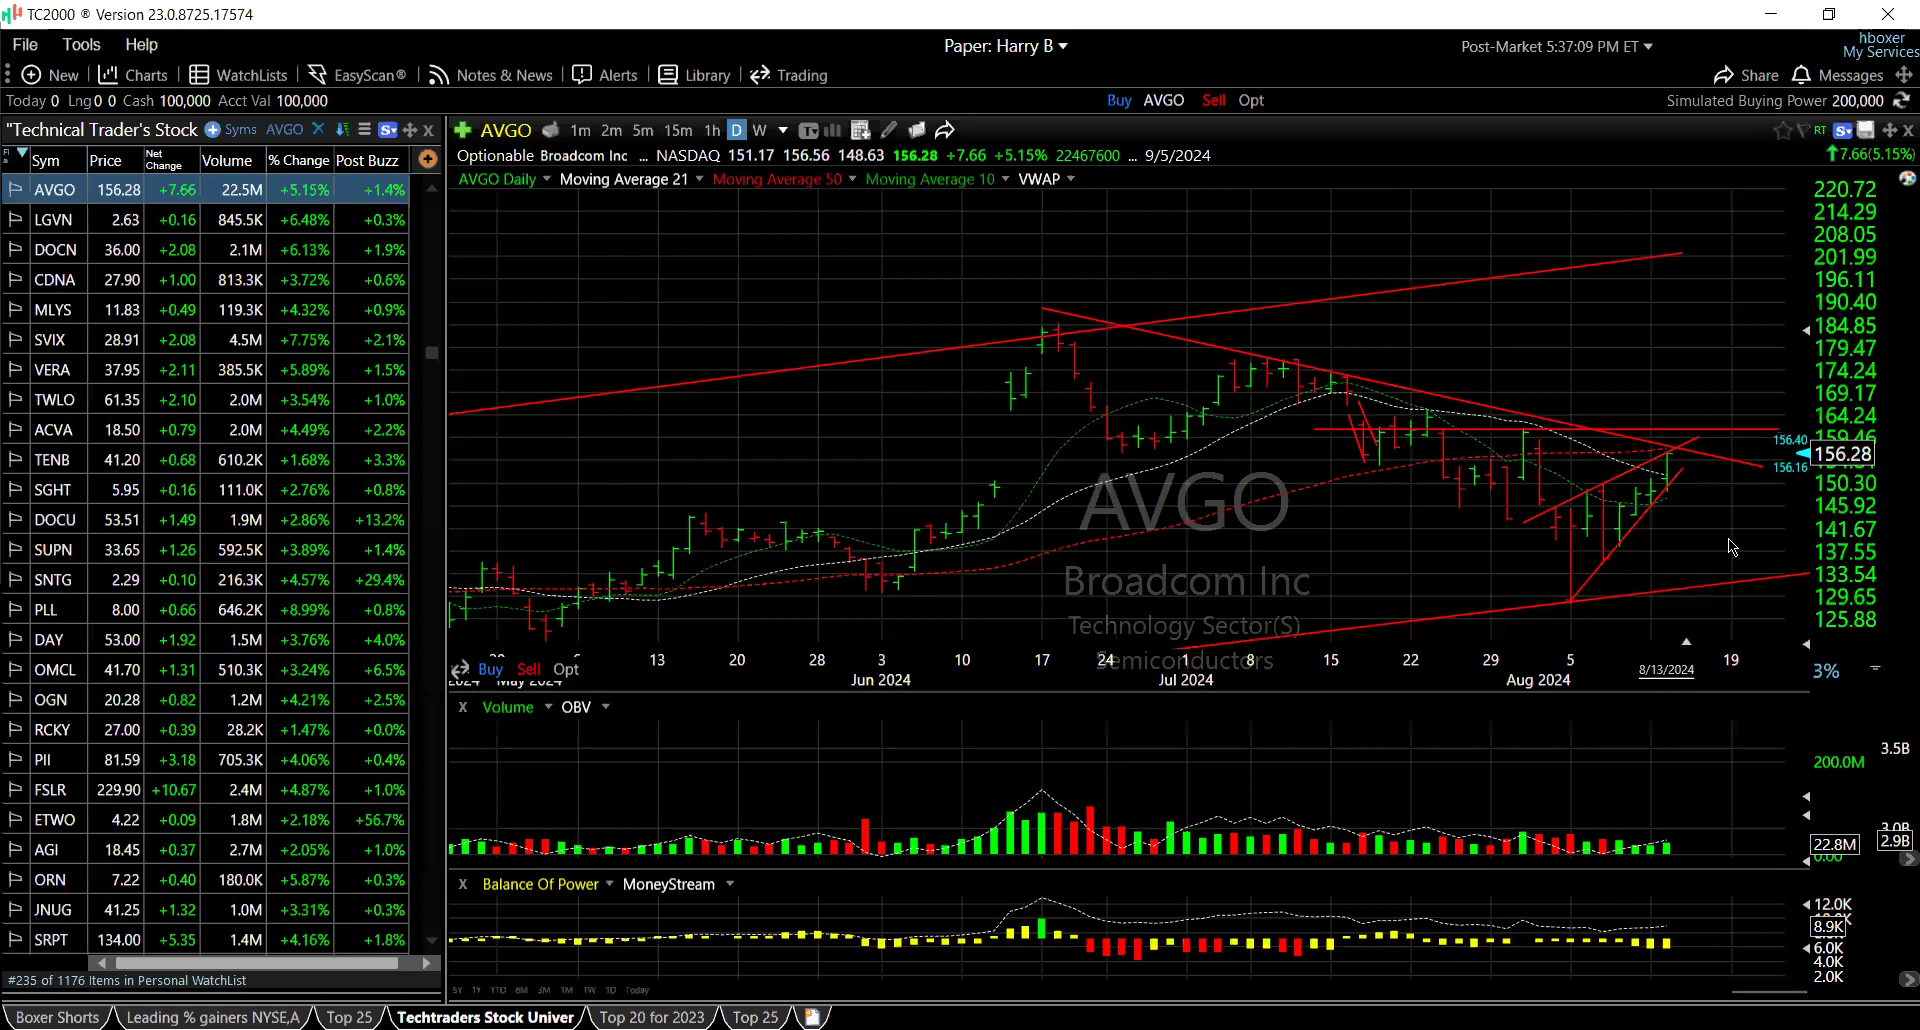 TC2000 ® Version 23.0.8725.17574
File Tools Help
Paper: Harry B
Post-Market 5:37:09 PM ET
hboxer
My Services
New Charts WatchLists EasyScan® Notes & News Alerts Library Trading
Share Messages
Today 0 Lng 0 0 Cash 100,000 Acct Val 100,000
Buy AVGO Sell Opt
Simulated Buying Power 200,000
"Technical Trader's Stock Syms AVGO
AVGO 1m 2m 5m 15m 1h D W
RT
Sym Price Net Change Volume % Change Post Buzz
Optionable Broadcom Inc ... NASDAQ 151.17 156.56 148.63 156.28 +7.66 +5.15% 22467600 ... 9/5/2024
7.66(5.15%)
AVGO Daily Moving Average 21 Moving Average 50 Moving Average 10 VWAP
AVGO 156.28 +7.66 22.5M +5.15% +1.4%
LGVN 2.63 +0.16 845.5K +6.48% +0.3%
DOCN 36.00 +2.08 2.1M +6.13% +1.9%
CDNA 27.90 +1.00 813.3K +3.72% +0.6%
MLYS 11.83 +0.49 119.3K +4.32% +0.9%
SVIX 28.91 +2.08 4.5M +7.75% +2.1%
VERA 37.95 +2.11 385.5K +5.89% +1.5%
TWLO 61.35 +2.10 2.0M +3.54% +1.0%
ACVA 18.50 +0.79 2.0M +4.49% +2.2%
TENB 41.20 +0.68 610.2K +1.68% +3.3%
SGHT 5.95 +0.16 111.0K +2.76% +0.8%
DOCU 53.51 +1.49 1.9M +2.86% +13.2%
SUPN 33.65 +1.26 592.5K +3.89% +1.4%
SNTG 2.29 +0.10 216.3K +4.57% +29.4%
PLL 8.00 +0.66 646.2K +8.99% +0.8%
DAY 53.00 +1.92 1.5M +3.76% +4.0%
OMCL 41.70 +1.31 510.3K +3.24% +6.5%
OGN 20.28 +0.82 1.2M +4.21% +2.5%
RCKY 27.00 +0.39 28.2K +1.47% +0.0%
PII 81.59 +3.18 705.3K +4.06% +0.4%
FSLR 229.90 +10.67 2.4M +4.87% +1.0%
ETWO 4.22 +0.09 1.8M +2.18% +56.7%
AGI 18.45 +0.37 2.7M +2.05% +1.0%
ORN 7.22 +0.40 180.0K +5.87% +0.3%
JNUG 41.25 +1.32 1.0M +3.31% +0.3%
SRPT 134.00 +5.35 1.4M +4.16% +1.8%
#235 of 1176 Items in Personal WatchList
220.72
214.29
208.05
201.99
196.11
190.40
184.85
179.47
174.24
169.17
164.24
159.46
156.40
156.28
156.16
150.30
145.92
141.67
137.55
133.54
129.65
125.88
AVGO
Broadcom Inc
Technology Sector(S)
Semiconductors
13 20 28 3 10 17 24 1 8 15 22 29 5 8/13/2024 19
Buy Sell Opt
3%
May 2024 Jun 2024 Jul 2024 Aug 2024
X Volume OBV
3.5B
200.0M
3.0B
22.8M 2.9B
0.00
X Balance Of Power MoneyStream
12.0K
8.9K
6.0K
4.0K
2.0K
5Y 1Y YTD 6M 3M 1M 1W 1D Today
Boxer Shorts Leading % gainers NYSE,A Top 25 Techtraders Stock Univer Top 20 for 2023 Top 25